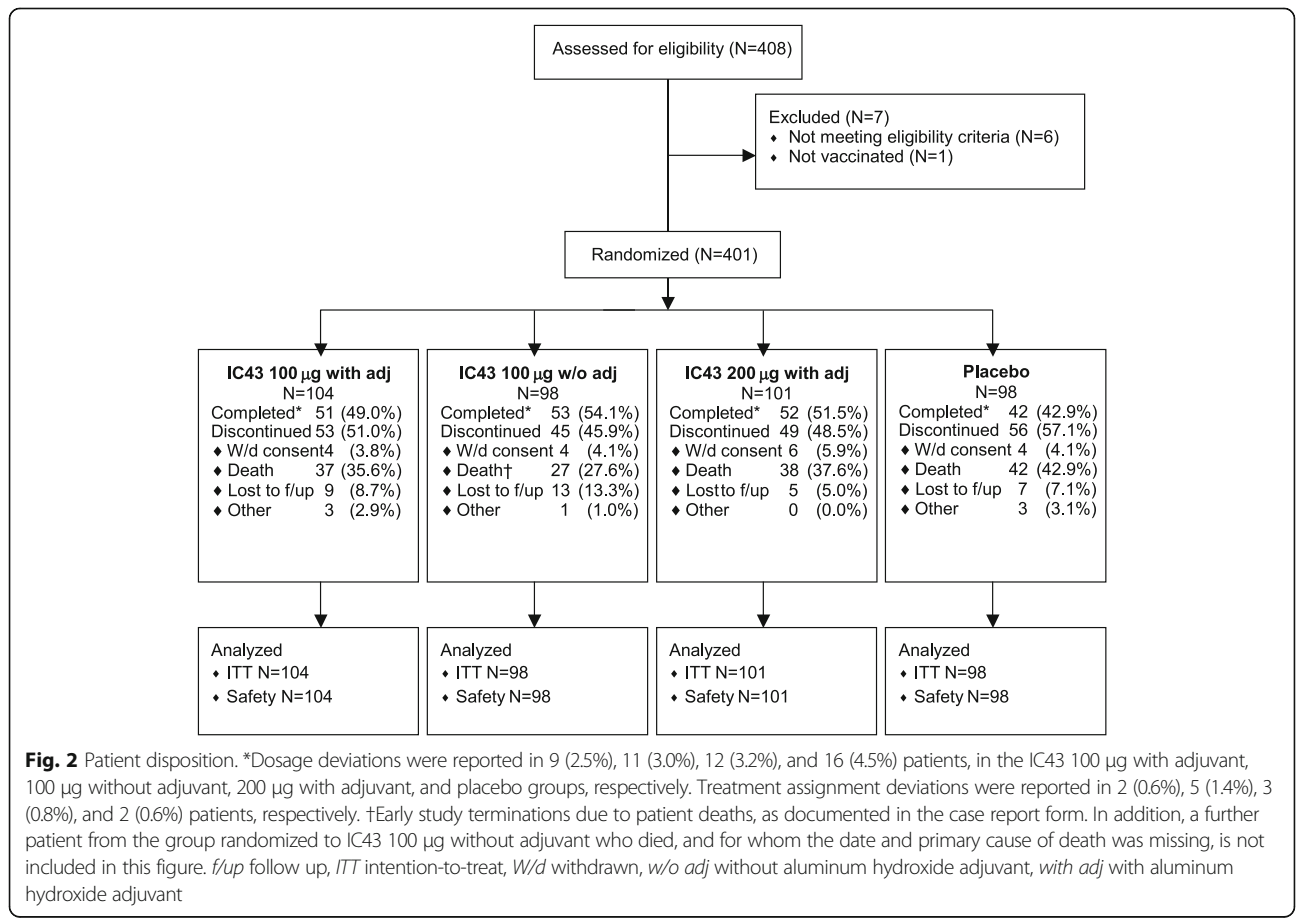 Assessed for eligibility (N=408)
Excluded (N=7)
♦ Not meeting eligibility criteria (N=6)
♦ Not vaccinated (N=1)
Randomized (N=401)
IC43 100 µg with adj
N=104
Completed* 51 (49.0%)
Discontinued 53 (51.0%)
♦ W/d consent4 (3.8%)
♦ Death 37 (35.6%)
♦ Lost to f/up 9 (8.7%)
♦ Other 3 (2.9%)
IC43 100 µg w/o adj
N=98
Completed* 53 (54.1%)
Discontinued 45 (45.9%)
♦ W/d consent 4 (4.1%)
♦ Death† 27 (27.6%)
♦ Lost to f/up 13 (13.3%)
♦ Other 1 (1.0%)
IC43 200 µg with adj
N=101
Completed* 52 (51.5%)
Discontinued 49 (48.5%)
♦ W/d consent 6 (5.9%)
♦ Death 38 (37.6%)
♦ Lost to f/up 5 (5.0%)
♦ Other 0 (0.0%)
Placebo
N=98
Completed* 42 (42.9%)
Discontinued 56 (57.1%)
♦ W/d consent 4 (4.1%)
♦ Death 42 (42.9%)
♦ Lost to f/up 7 (7.1%)
♦ Other 3 (3.1%)
Analyzed
♦ ITT N=104
♦ Safety N=104
Analyzed
♦ ITT N=98
♦ Safety N=98
Analyzed
♦ ITT N=101
♦ Safety N=101
Analyzed
♦ ITT N=98
♦ Safety N=98
Fig. 2 Patient disposition. *Dosage deviations were reported in 9 (2.5%), 11 (3.0%), 12 (3.2%), and 16 (4.5%) patients, in the IC43 100 µg with adjuvant,
100 µg without adjuvant, 200 µg with adjuvant, and placebo groups, respectively. Treatment assignment deviations were reported in 2 (0.6%), 5 (1.4%), 3
(0.8%), and 2 (0.6%) patients, respectively. †Early study terminations due to patient deaths, as documented in the case report form. In addition, a further
patient from the group randomized to IC43 100 µg without adjuvant who died, and for whom the date and primary cause of death was missing, is not
included in this figure. f/up follow up, ITT intention-to-treat, W/d withdrawn, w/o adj without aluminum hydroxide adjuvant, with adj with aluminum
hydroxide adjuvant